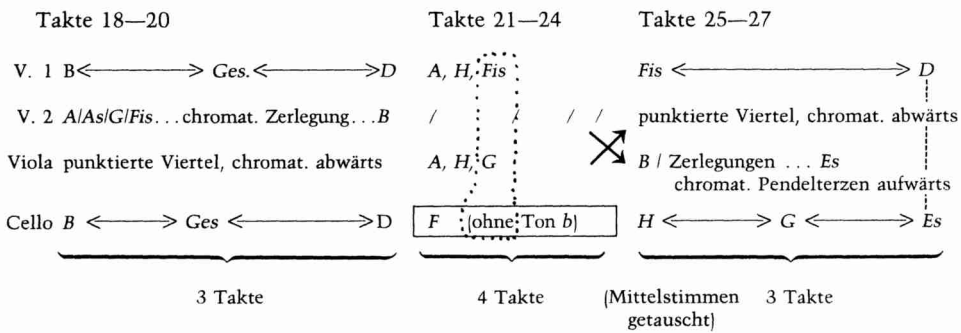 Takte 18—20 Takte 21—24 Takte 25—27
V. 1 B <———> Ges. <———> D A, H, Fis Fis <———> D
V. 2 A/As/G/Fis . . . chromat. Zerlegung . . . B / / / / punktierte Viertel, chromat. abwärts
Viola punktierte Viertel, chromat. abwärts A, H, G B / Zerlegungen . . . Es
chromat. Pendelterzen aufwärts
Cello B <———> Ges <———> D F (ohne Ton b) H <———> G <———> Es
3 Takte 4 Takte (Mittelstimmen 3 Takte
getauscht)